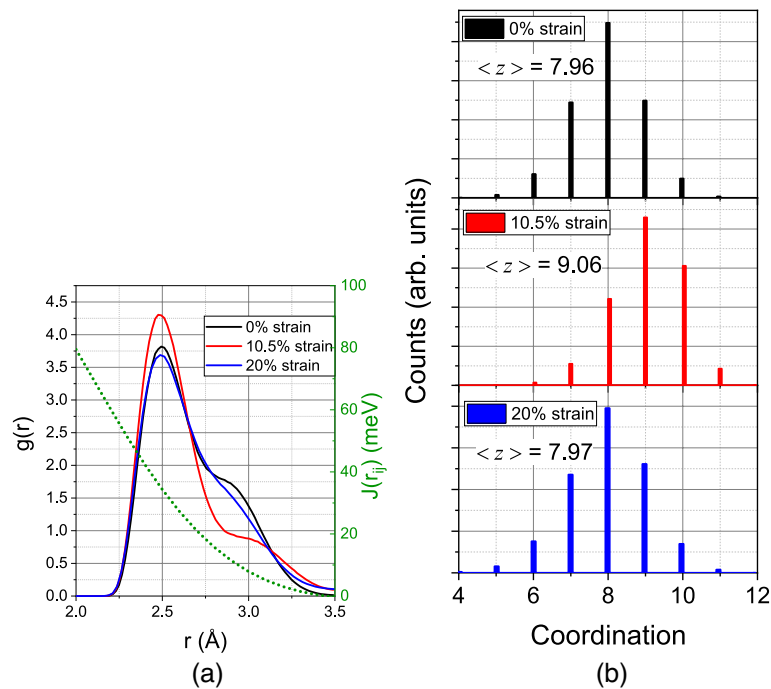 4.5
4.0
3.5
3.0
2.5
2.0
1.5
1.0
0.5
0.0
g(r)
0% strain
10.5% strain
20% strain
100
80
60
40
20
0
J(r_ij) (meV)
2.0 2.5 3.0 3.5
r (Å)
(a)
0% strain
< z > = 7.96
10.5% strain
< z > = 9.06
20% strain
< z > = 7.97
Counts (arb. units)
4 6 8 10 12
Coordination
(b)